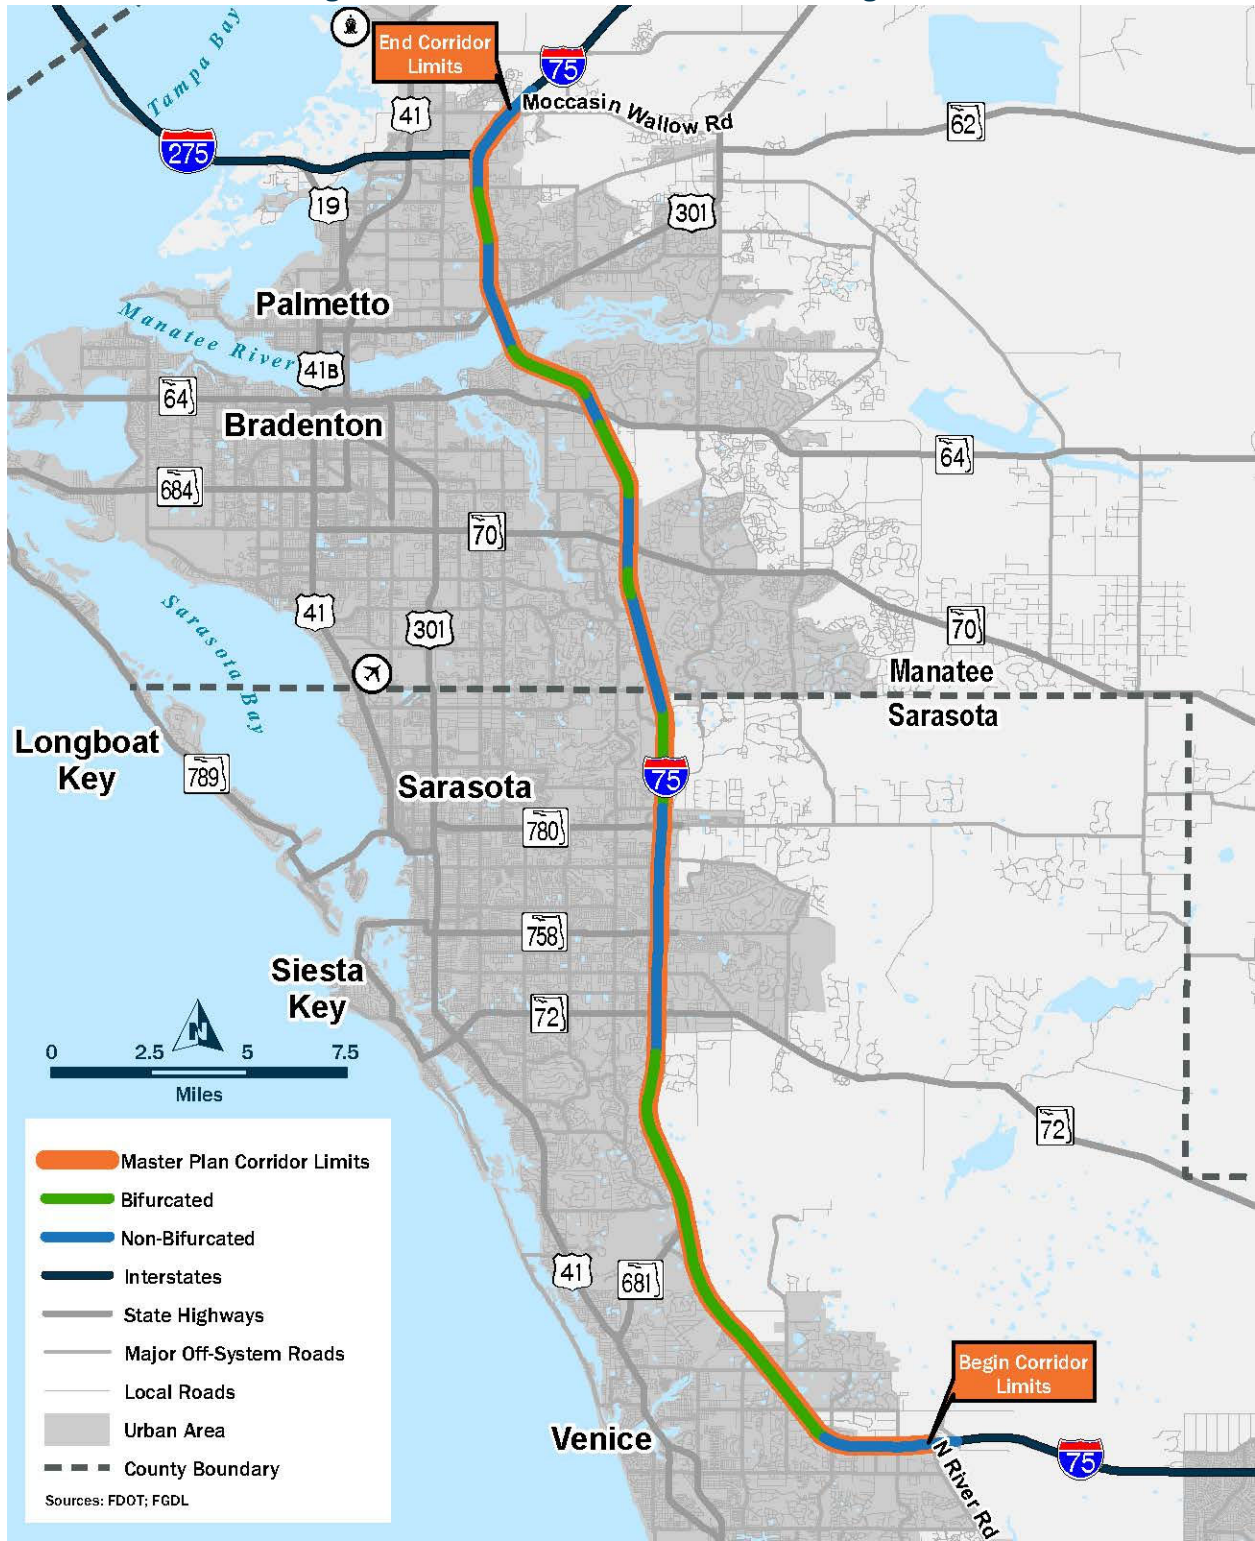 End Corridor
Limits
75
Moccasin Wallow Rd
Tampa Bay
41
62
275
19
301
Palmetto
Manatee River
41B
64
Bradenton
64
684
70
Sarasota Bay
41
301
70
Manatee
Sarasota
Longboat
Key
789
75
Sarasota
780
758
Siesta
Key
72
N
0 2.5 5 7.5
Miles
72
Master Plan Corridor Limits
Bifurcated
Non-Bifurcated
Interstates
State Highways
Major Off-System Roads
Local Roads
Urban Area
County Boundary
Sources: FDOT; FGDL
41
681
Begin Corridor
Limits
Venice
N River Rd
75